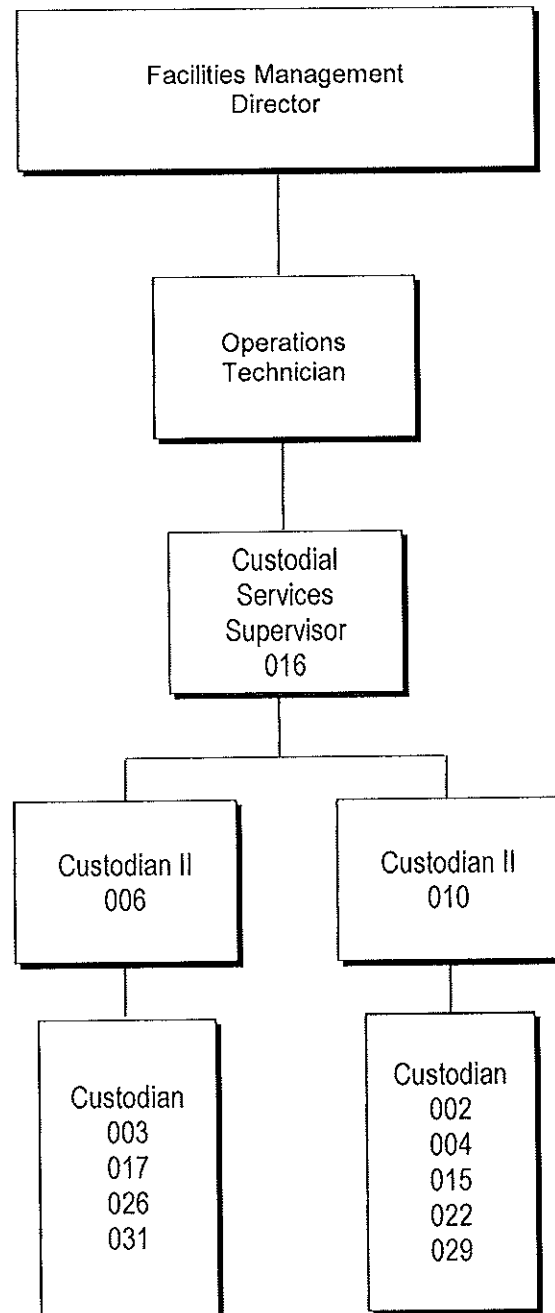 Facilities Management
Director
Operations
Technician
Custodial
Services
Supervisor
016
Custodian II
006
Custodian II
010
Custodian
003
017
026
031
Custodian
002
004
015
022
029